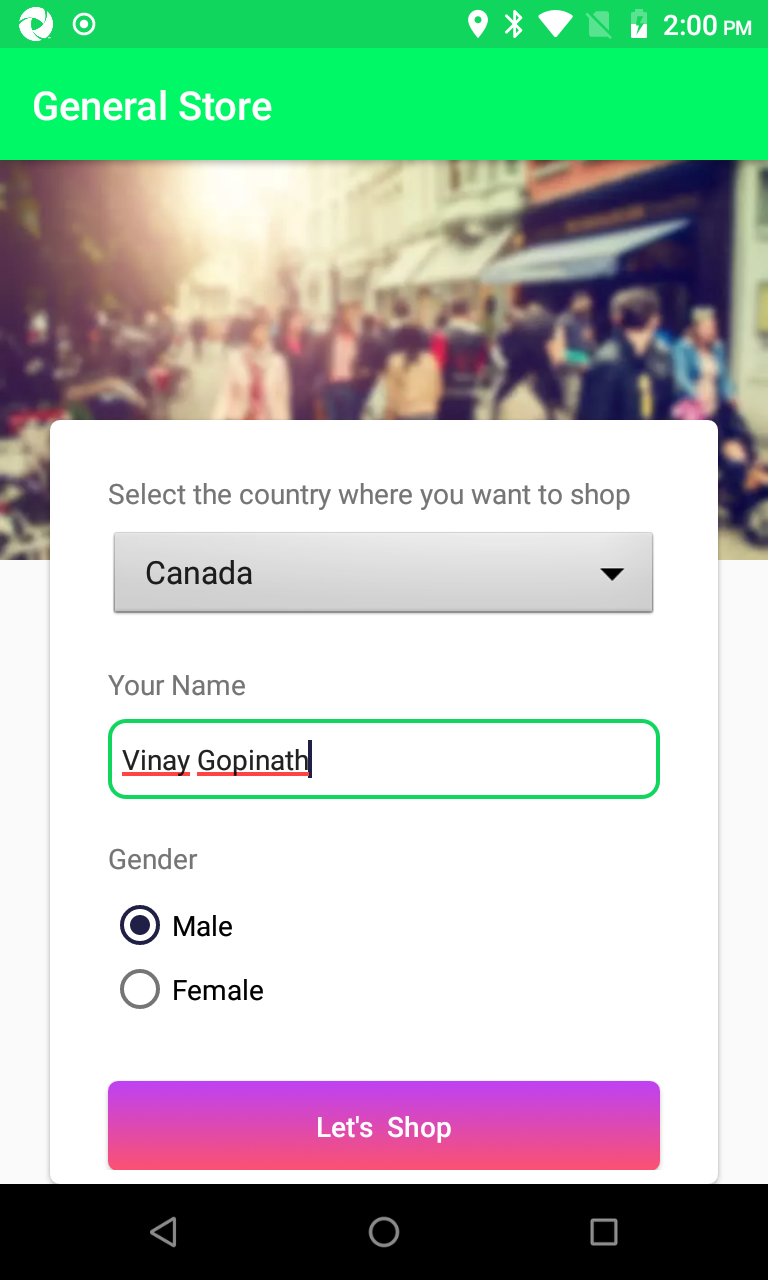 2:00 PM
General Store
Select the country where you want to shop
Canada
Your Name
Vinay Gopinath
Gender
Male
Female
Let's Shop